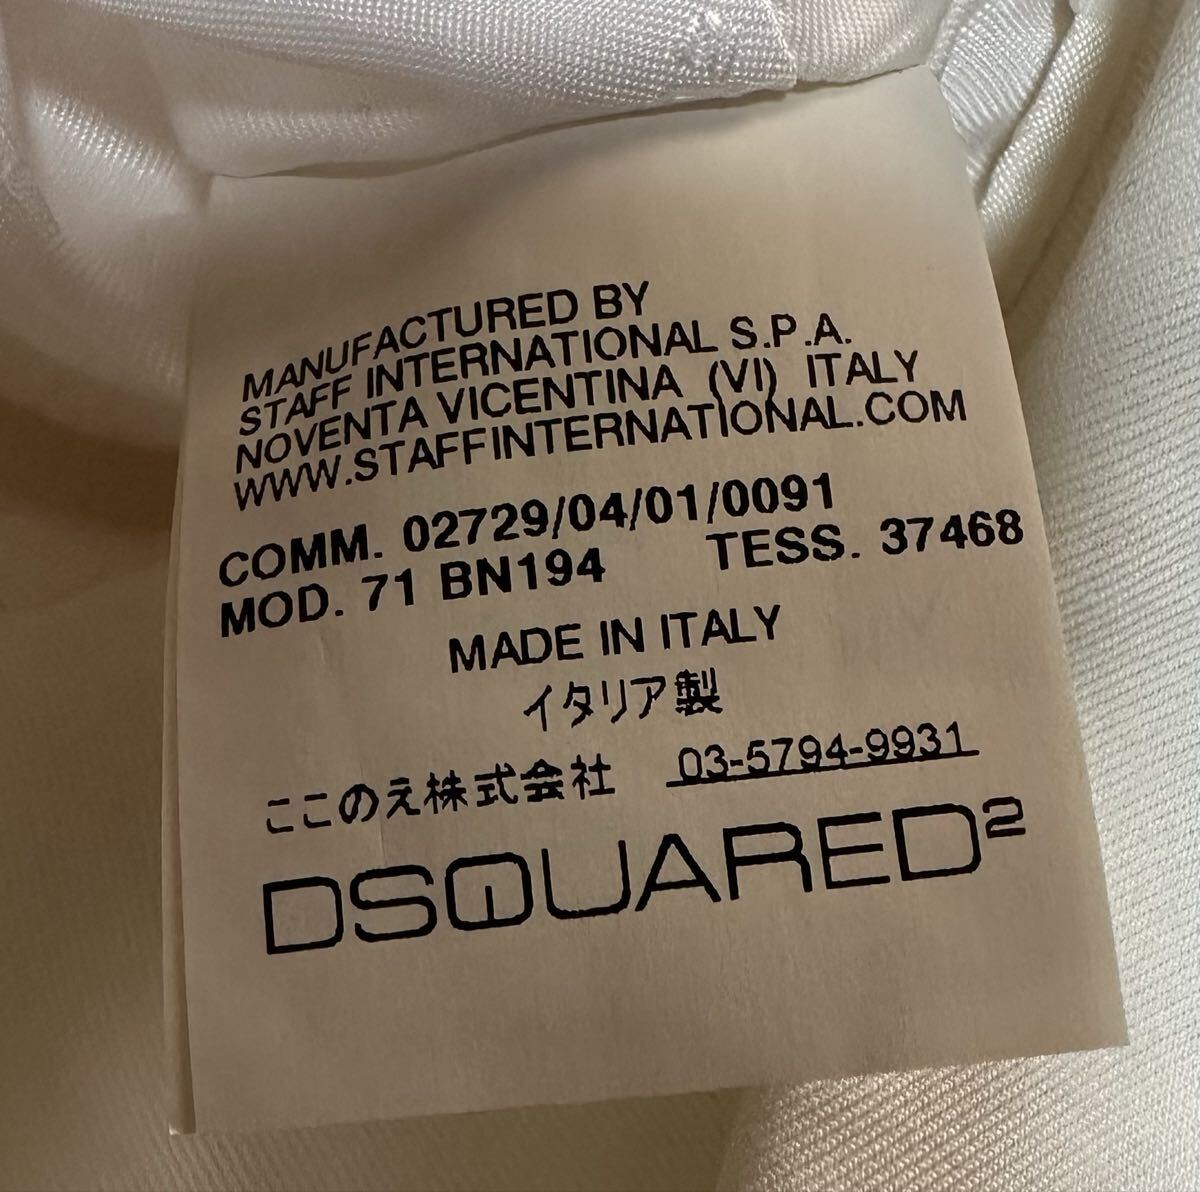 MANUFACTURED BY
STAFF INTERNATIONAL S.P.A.
NOVENTA VICENTINA (VI) ITALY
WWW.STAFFINTERNATIONAL.COM
COMM. 02729/04/01/0091
MOD. 71 BN194 TESS. 37468
MADE IN ITALY
イタリア製
ここのえ株式会社 03-5794-9931
DSQUARED2